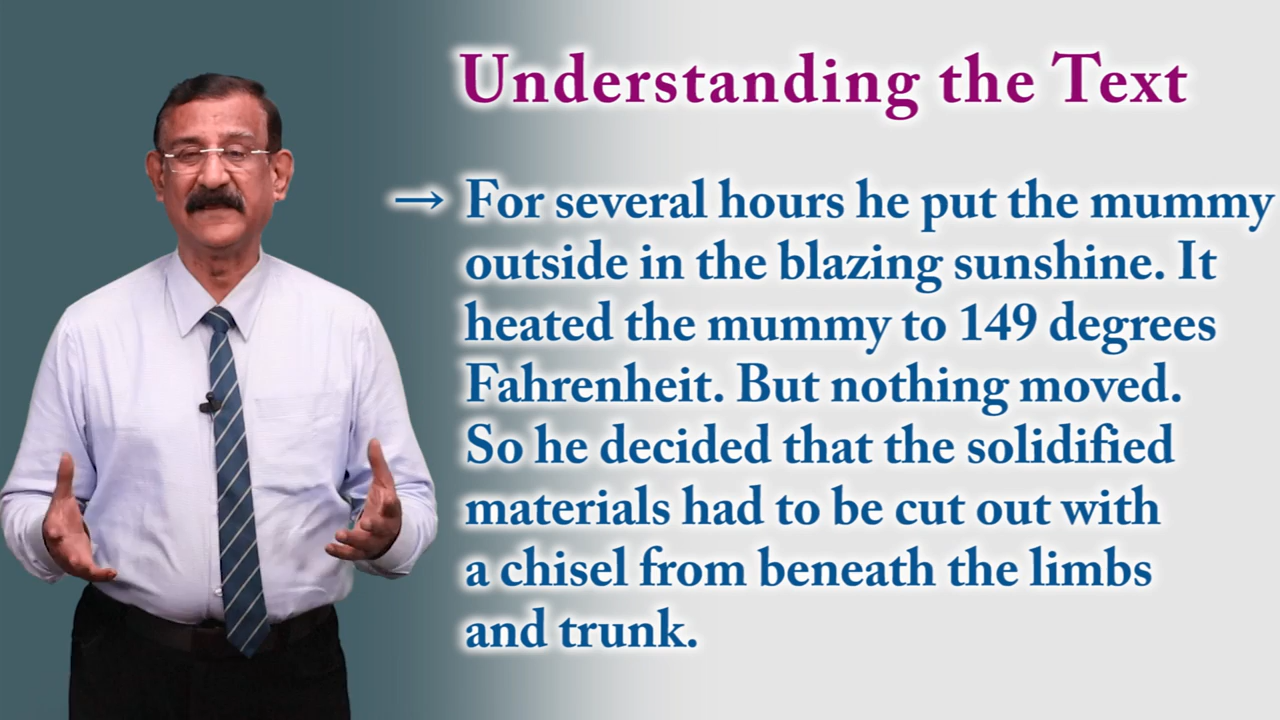 Understanding the Text
→ For several hours he put the mummy
outside in the blazing sunshine. It
heated the mummy to 149 degrees
Fahrenheit. But nothing moved.
So he decided that the solidified
materials had to be cut out with
a chisel from beneath the limbs
and trunk.